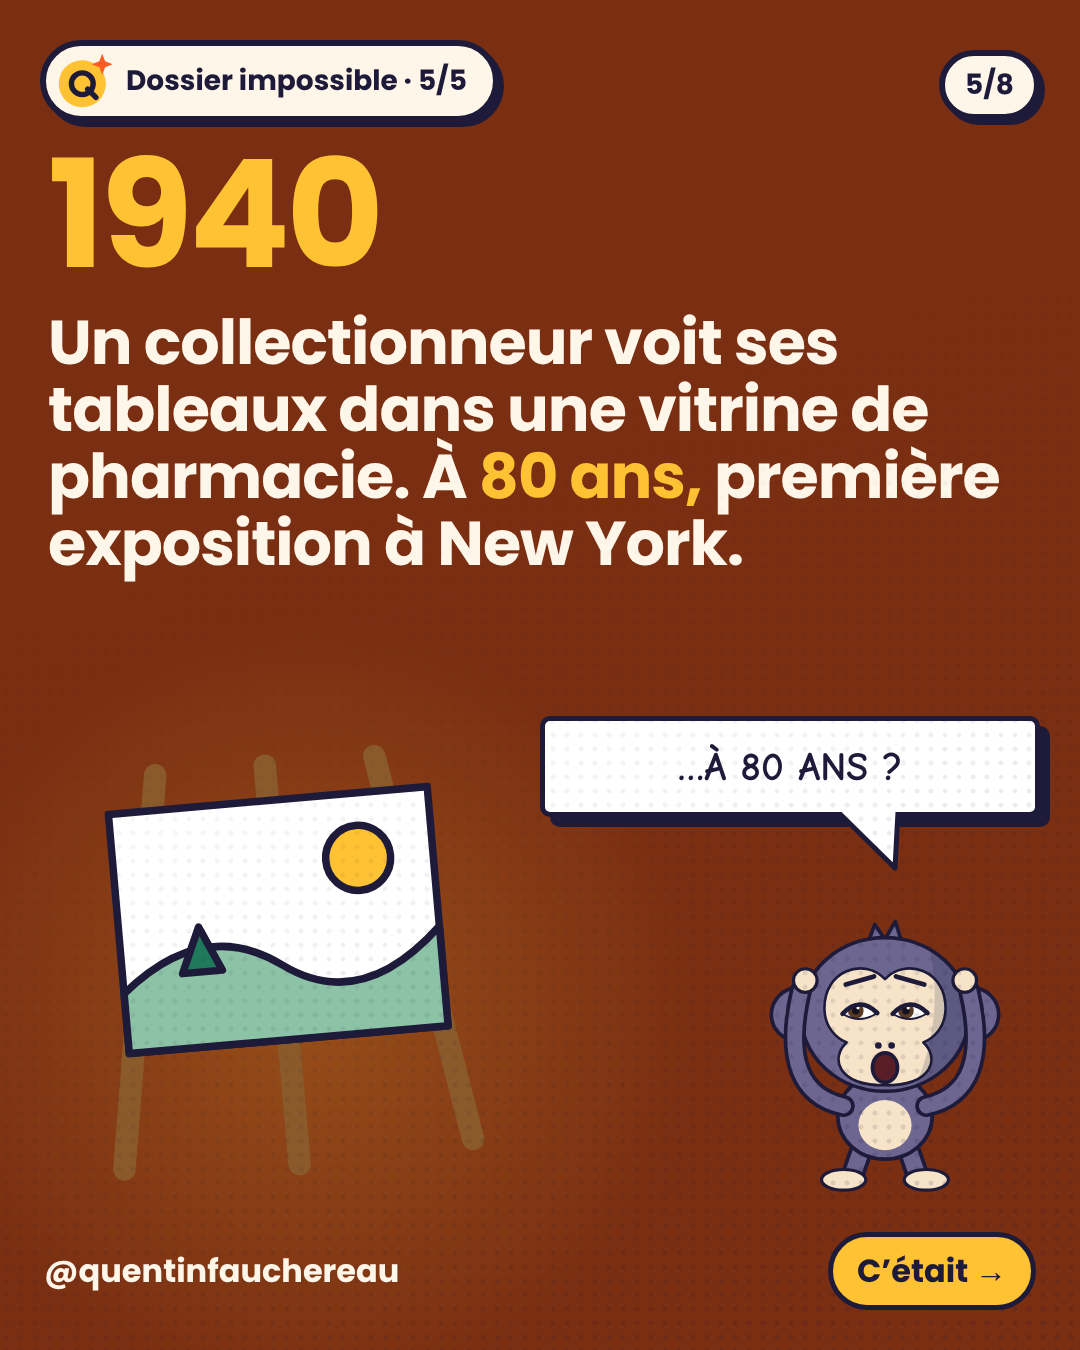 Dossier impossible · 5/5
5/8
1940
Un collectionneur voit ses
tableaux dans une vitrine de
pharmacie. À 80 ans, première
exposition à New York.
...À 80 ANS ?
@quentinfauchereau
C’était →